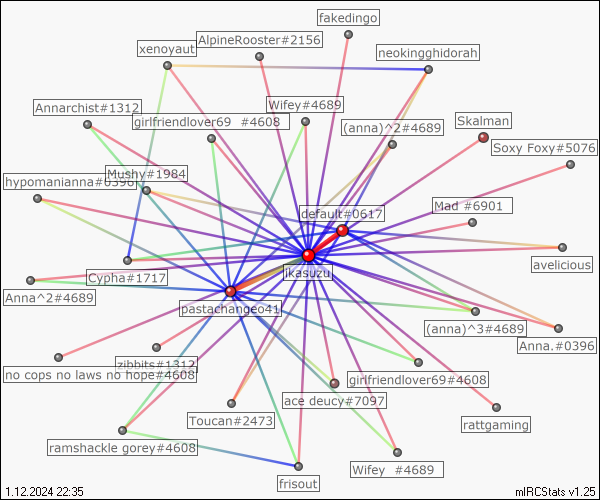 fakedingo
AlpineRooster#2156
xenoyaut
neokingghidorah
Annarchist#1312
Wifey#4689
girlfriendlover69 #4608
(anna)^2#4689
Skalman
Soxy Foxy#5076
Mushy#1984
hypomanianna#0396
default#0617
Mad #6901
avelicious
Cypha#1717
ikasuzu
Anna^2#4689
pastachangeo41
(anna)^3#4689
Anna.#0396
zibbits#1312
no cops no laws no hope#4608
girlfriendlover69#4608
ace deucy#7097
Toucan#2473
rattgaming
ramshackle gorey#4608
Wifey #4689
frisout
1.12.2024 22:35
mIRCStats v1.25